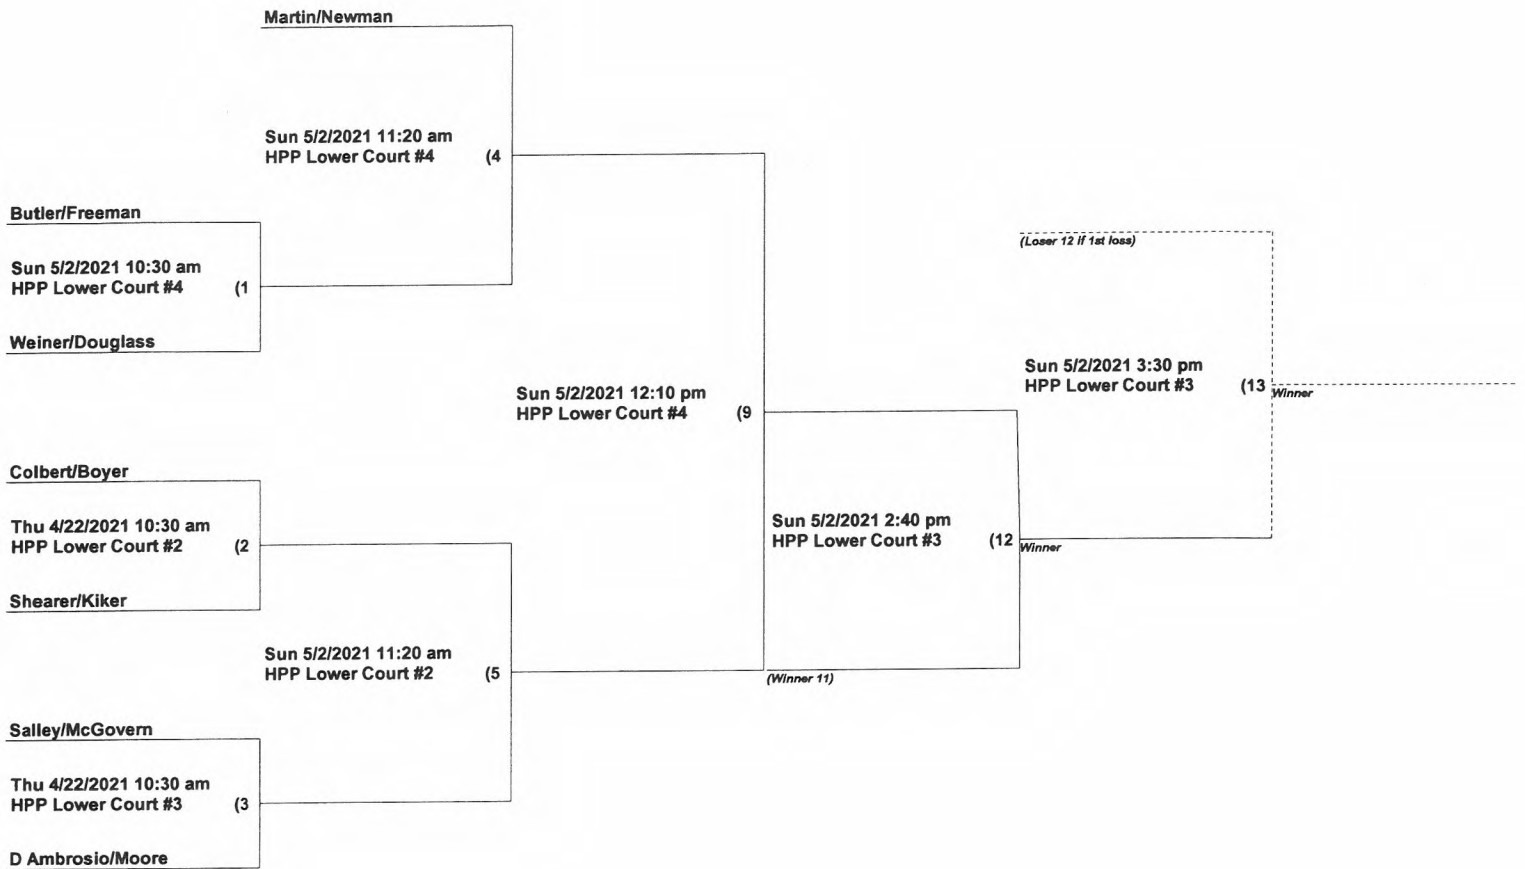 Martin/Newman
Sun 5/2/2021 11:20 am
HPP Lower Court #4 (4
Butler/Freeman
Sun 5/2/2021 10:30 am
HPP Lower Court #4 (1
Weiner/Douglass
(Loser 12 if 1st loss)
Sun 5/2/2021 3:30 pm
HPP Lower Court #3 (13
Winner
Sun 5/2/2021 12:10 pm
HPP Lower Court #4 (9
Colbert/Boyer
Thu 4/22/2021 10:30 am
HPP Lower Court #2 (2
Shearer/Kiker
Sun 5/2/2021 2:40 pm
HPP Lower Court #3 (12
Winner
Sun 5/2/2021 11:20 am
HPP Lower Court #2 (5
(Winner 11)
Salley/McGovern
Thu 4/22/2021 10:30 am
HPP Lower Court #3 (3
D Ambrosio/Moore